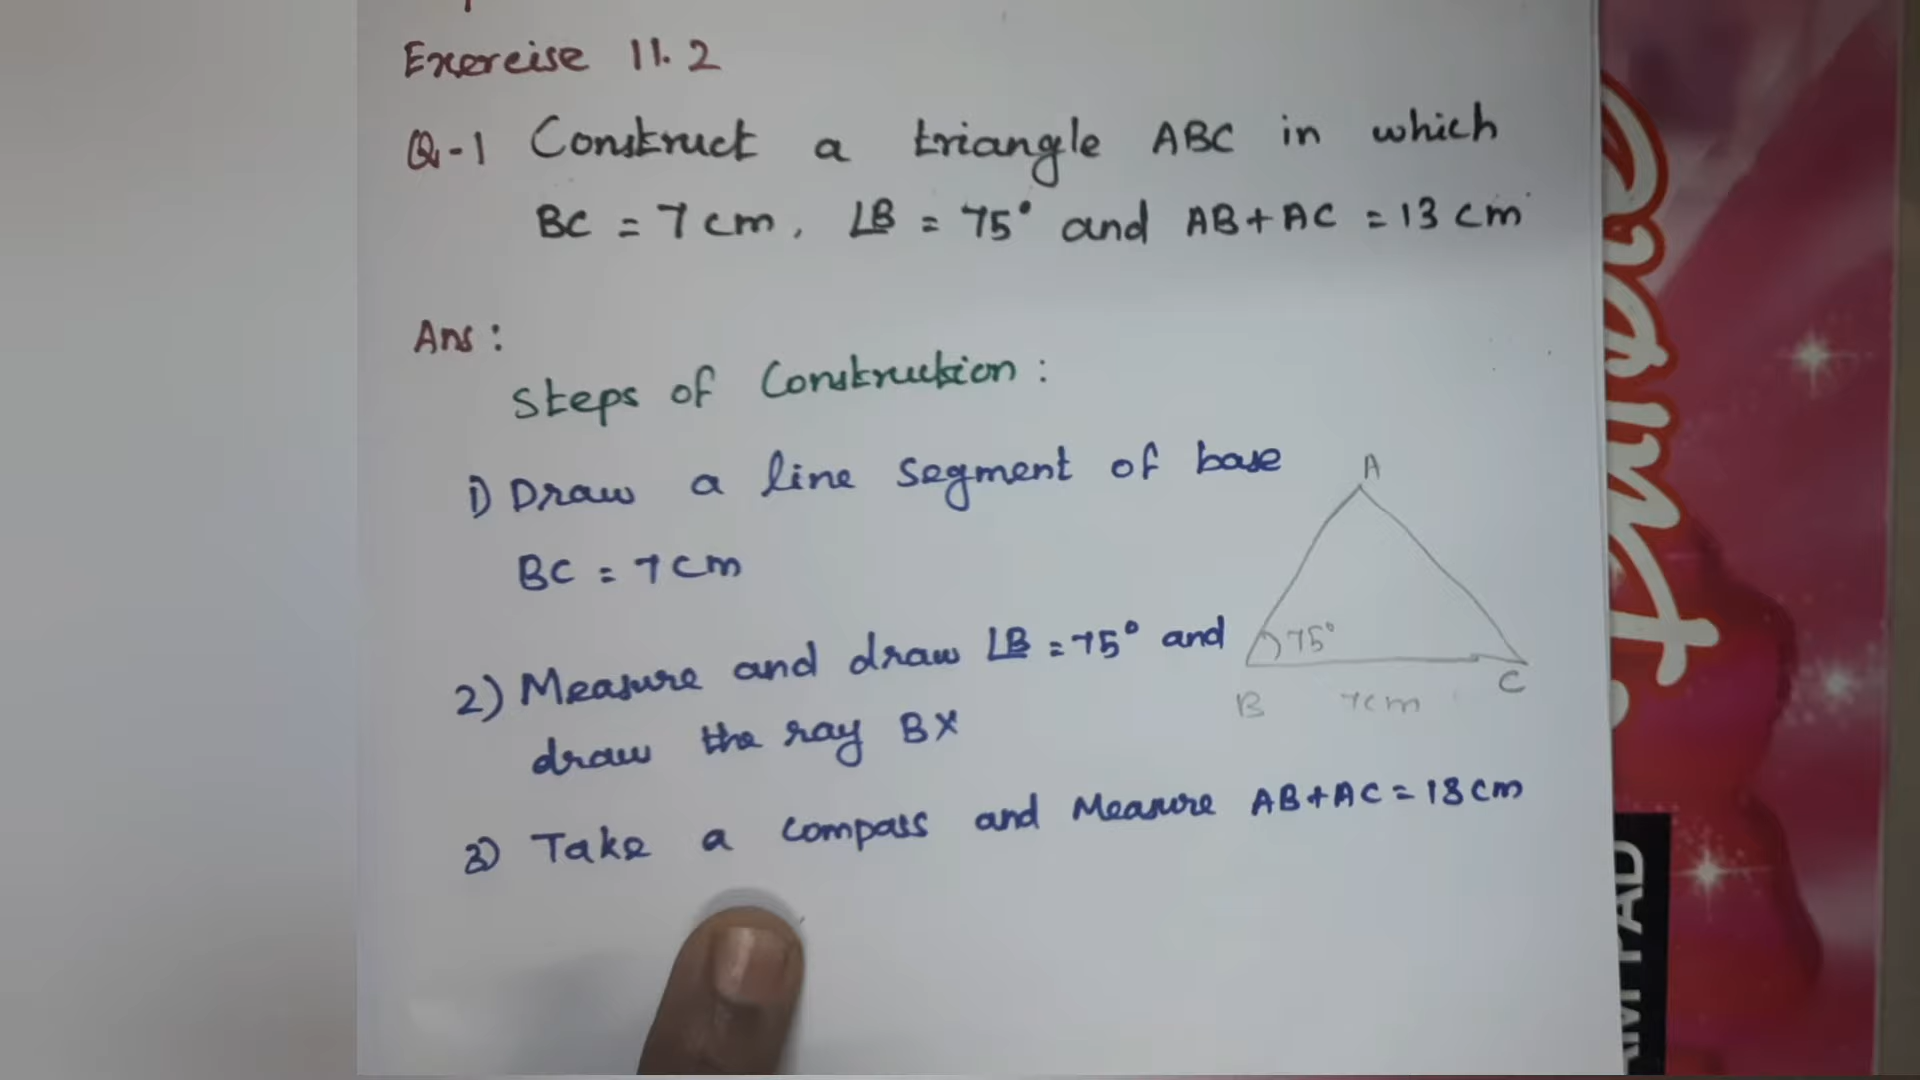 Exercise 11.2
Q-1 Construct a triangle ABC in which
BC = 7 cm, ∠B = 75° and AB + AC = 13 cm
Ans :
Steps of Construction :
1) Draw a line segment of base
BC = 7 cm
A
2) Measure and draw ∠B = 75° and
draw the ray BX
75°
B 7cm C
3) Take a compass and Measure AB + AC = 13 cm